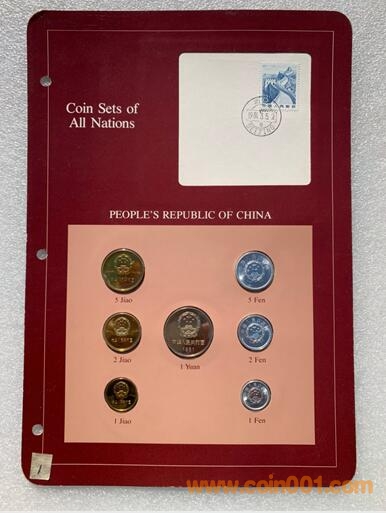 Coin Sets of
All Nations
PEOPLE'S REPUBLIC OF CHINA
5 Jiao
5 Fen
2 Jiao
2 Fen
1 Yuan
1 Jiao
1 Fen
1
www.coin001.com